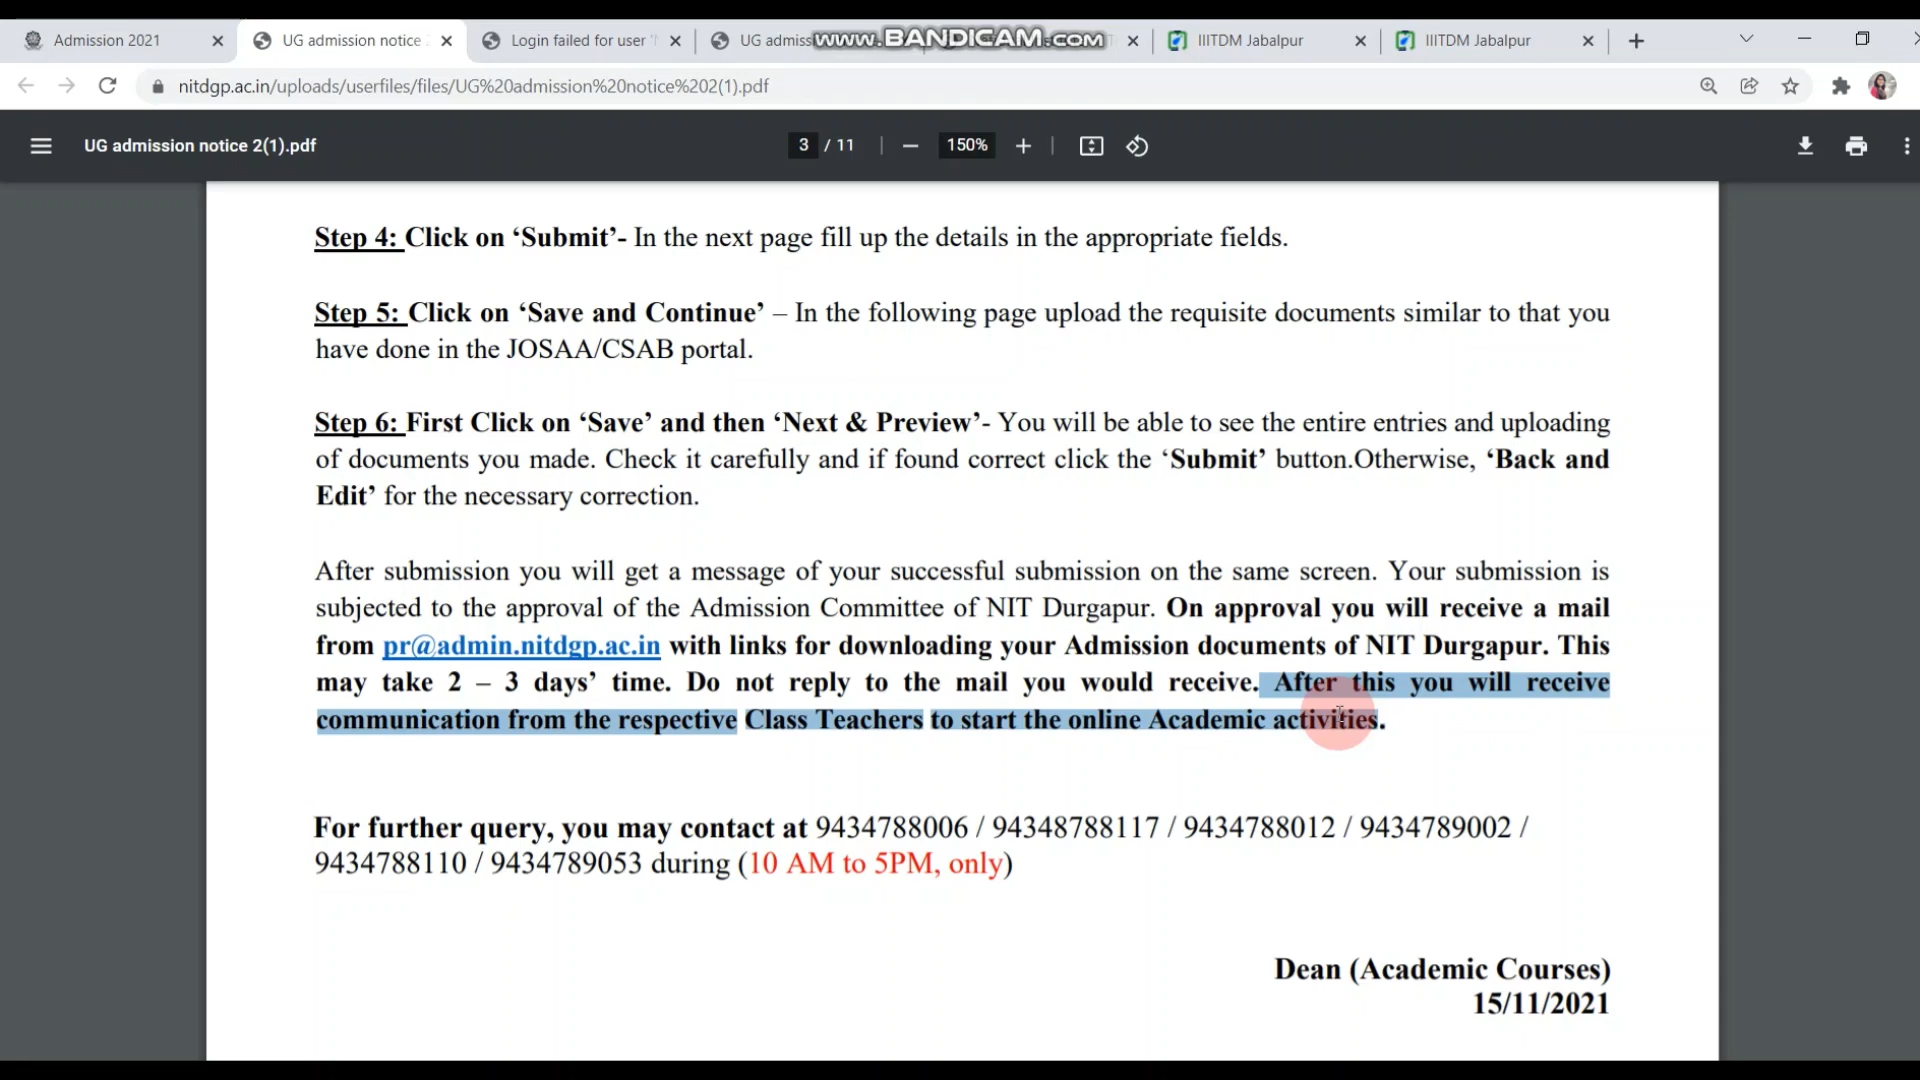 Admission 2021
UG admission notice
Login failed for user
UG admiss
WWW.BANDICAM.COM
IIITDM Jabalpur
IIITDM Jabalpur
nitdgp.ac.in/uploads/userfiles/files/UG%20admission%20notice%202(1).pdf
UG admission notice 2(1).pdf
3 / 11
150%
Step 4: Click on ‘Submit’- In the next page fill up the details in the appropriate fields.
Step 5: Click on ‘Save and Continue’ – In the following page upload the requisite documents similar to that you
have done in the JOSAA/CSAB portal.
Step 6: First Click on ‘Save’ and then ‘Next & Preview’- You will be able to see the entire entries and uploading
of documents you made. Check it carefully and if found correct click the ‘Submit’ button.Otherwise, ‘Back and
Edit’ for the necessary correction.
After submission you will get a message of your successful submission on the same screen. Your submission is
subjected to the approval of the Admission Committee of NIT Durgapur. On approval you will receive a mail
from pr@admin.nitdgp.ac.in with links for downloading your Admission documents of NIT Durgapur. This
may take 2 – 3 days’ time. Do not reply to the mail you would receive. After this you will receive
communication from the respective Class Teachers to start the online Academic activities.
For further query, you may contact at 9434788006 / 94348788117 / 9434788012 / 9434789002 /
9434788110 / 9434789053 during (10 AM to 5PM, only)
Dean (Academic Courses)
15/11/2021